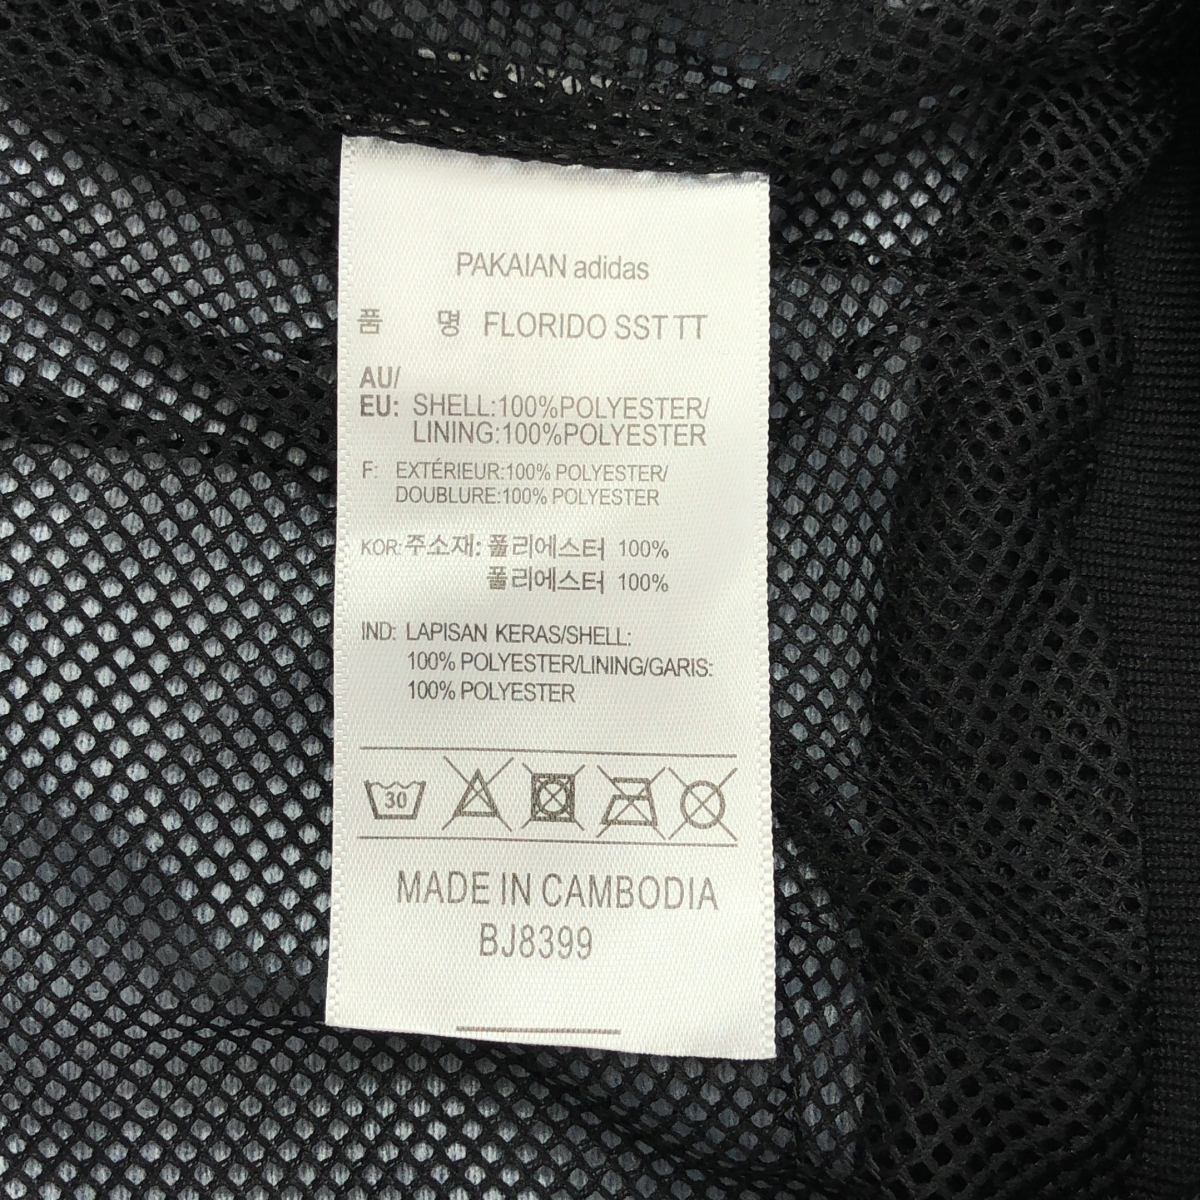 PAKAIAN adidas
품 명 FLORIDO SST TT
AU/
EU: SHELL:100%POLYESTER/
LINING:100%POLYESTER
F: EXTÉRIEUR:100% POLYESTER/
DOUBLURE:100% POLYESTER
KOR: 주소재: 폴리에스터 100%
폴리에스터 100%
IND: LAPISAN KERAS/SHELL:
100% POLYESTER/LINING/GARIS:
100% POLYESTER
30
MADE IN CAMBODIA
BJ8399